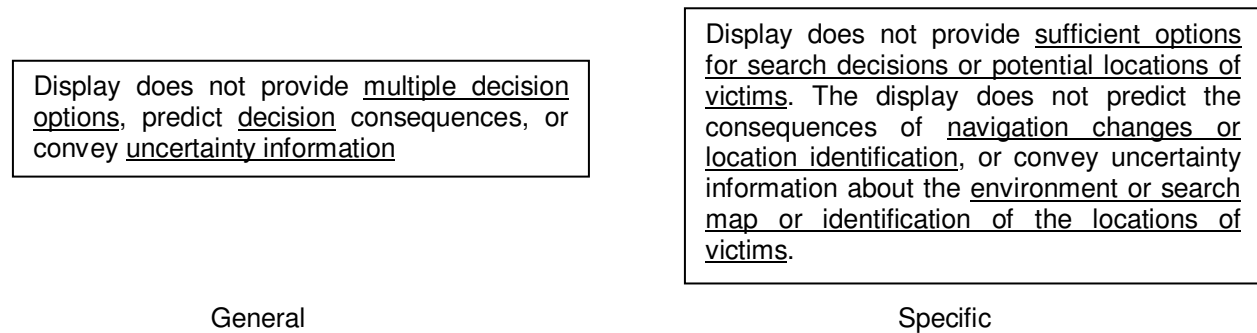 Display does not provide multiple decision
options, predict decision consequences, or
convey uncertainty information
Display does not provide sufficient options
for search decisions or potential locations of
victims. The display does not predict the
consequences of navigation changes or
location identification, or convey uncertainty
information about the environment or search
map or identification of the locations of
victims.
General
Specific